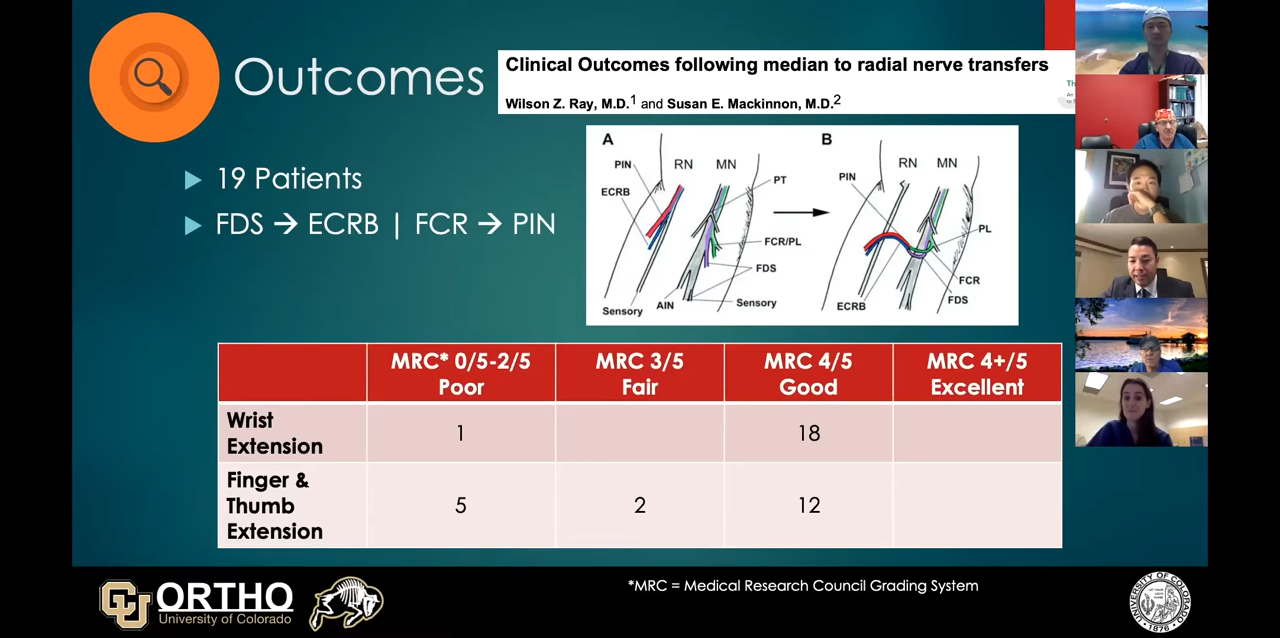 Outcomes
Clinical Outcomes following median to radial nerve transfers
Wilson Z. Ray, M.D.1 and Susan E. Mackinnon, M.D.2
19 Patients
FDS → ECRB | FCR → PIN
A
PIN
RN
MN
ECRB
PT
FCR/PL
FDS
Sensory
AIN
Sensory
B
RN
MN
PIN
PL
FCR
FDS
ECRB
MRC* 0/5-2/5
Poor
MRC 3/5
Fair
MRC 4/5
Good
MRC 4+/5
Excellent
Wrist
Extension
1
18
Finger &
Thumb
Extension
5
2
12
*MRC = Medical Research Council Grading System
CU
ORTHO
University of Colorado
UNIVERSITY OF COLORADO
1876